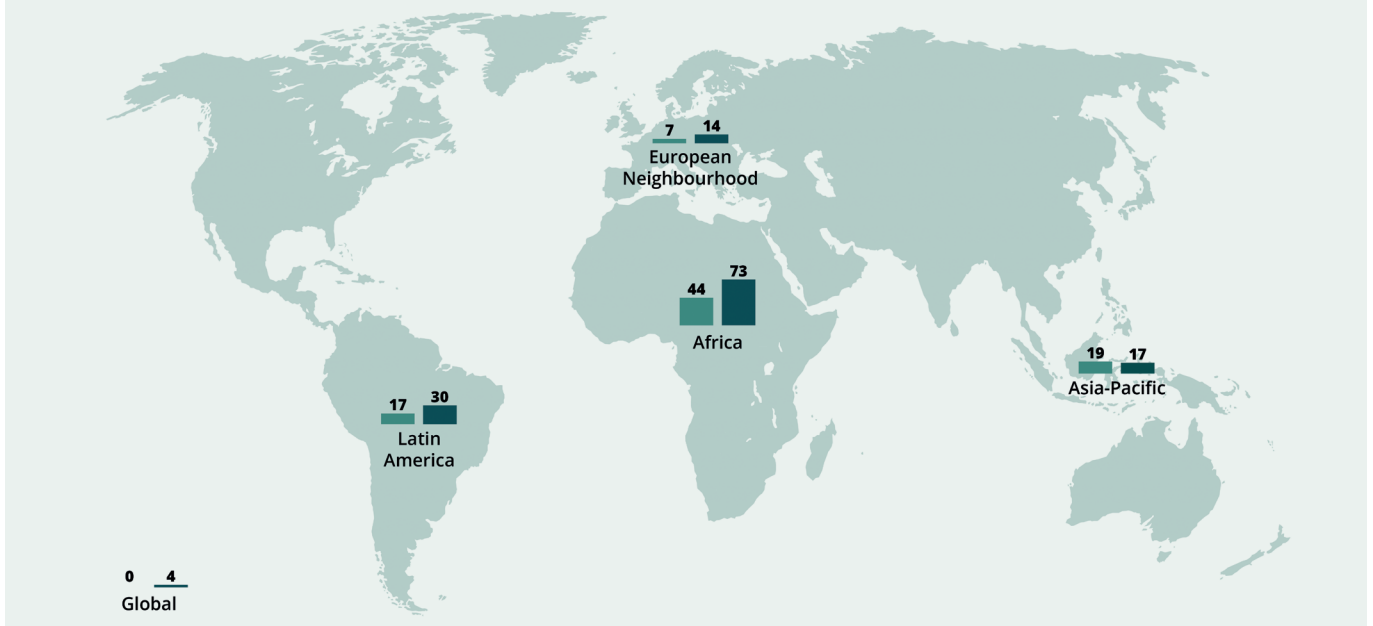 7 14
European
Neighbourhood
44 73
Africa
19 17
Asia-Pacific
17 30
Latin
America
0 4
Global